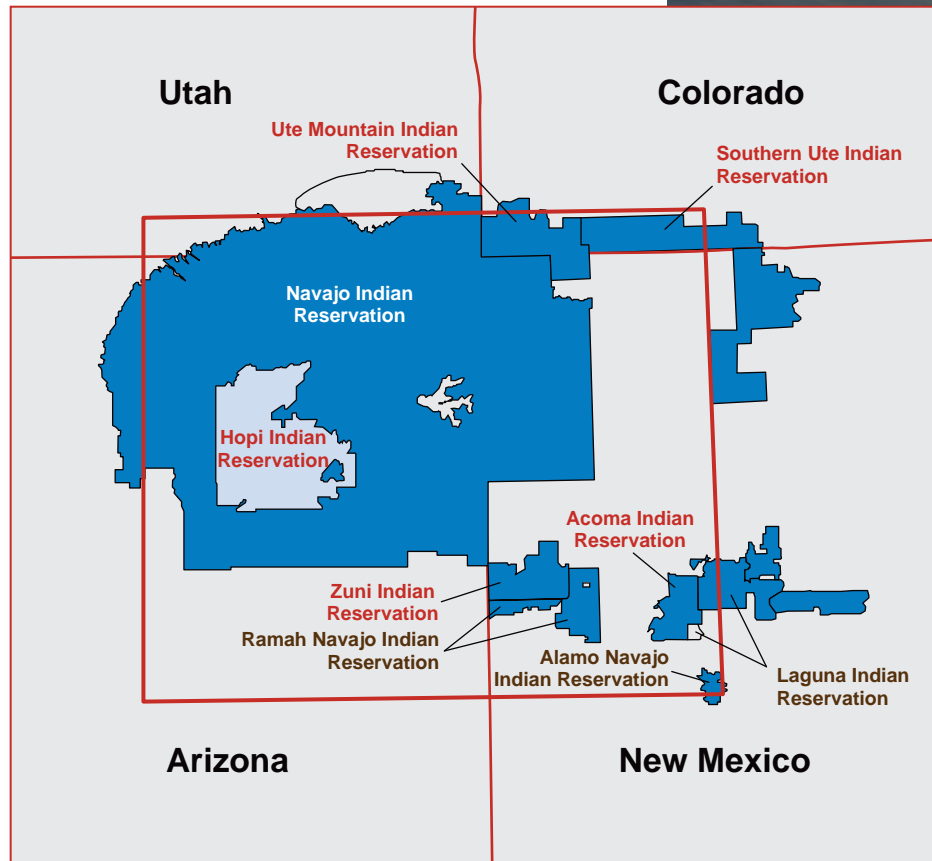 Utah
Colorado
Ute Mountain Indian
Reservation
Southern Ute Indian
Reservation
Navajo Indian
Reservation
Hopi Indian
Reservation
Acoma Indian
Reservation
Zuni Indian
Reservation
Ramah Navajo Indian
Reservation
Alamo Navajo
Indian Reservation
Laguna Indian
Reservation
Arizona
New Mexico